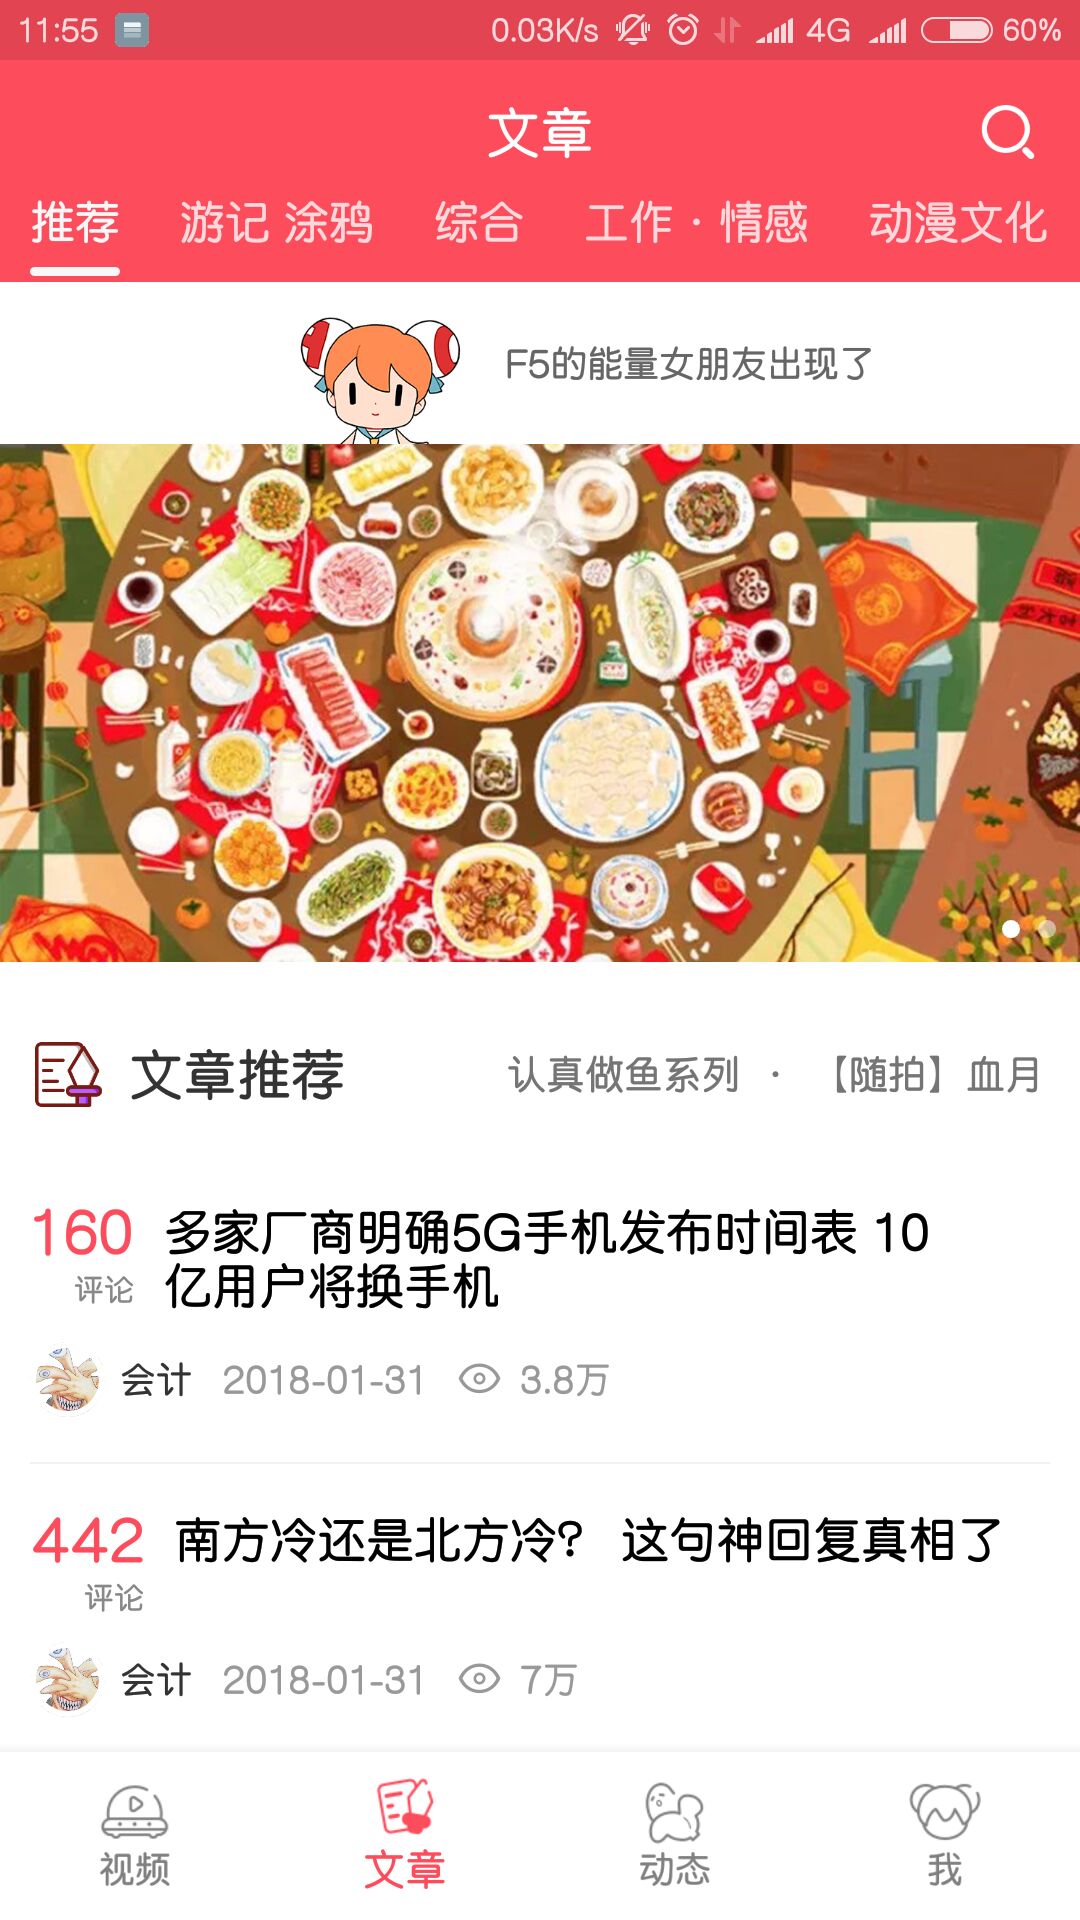 11:55 0.03K/s 4G 60%
文章
推荐 游记 涂鸦 综合 工作 · 情感 动漫文化
F5的能量女朋友出现了
文章推荐 认真做鱼系列 · 【随拍】血月
160 多家厂商明确5G手机发布时间表 10
评论 亿用户将换手机
会计 2018-01-31 3.8万
442 南方冷还是北方冷? 这句神回复真相了
评论
会计 2018-01-31 7万
视频 文章 动态 我